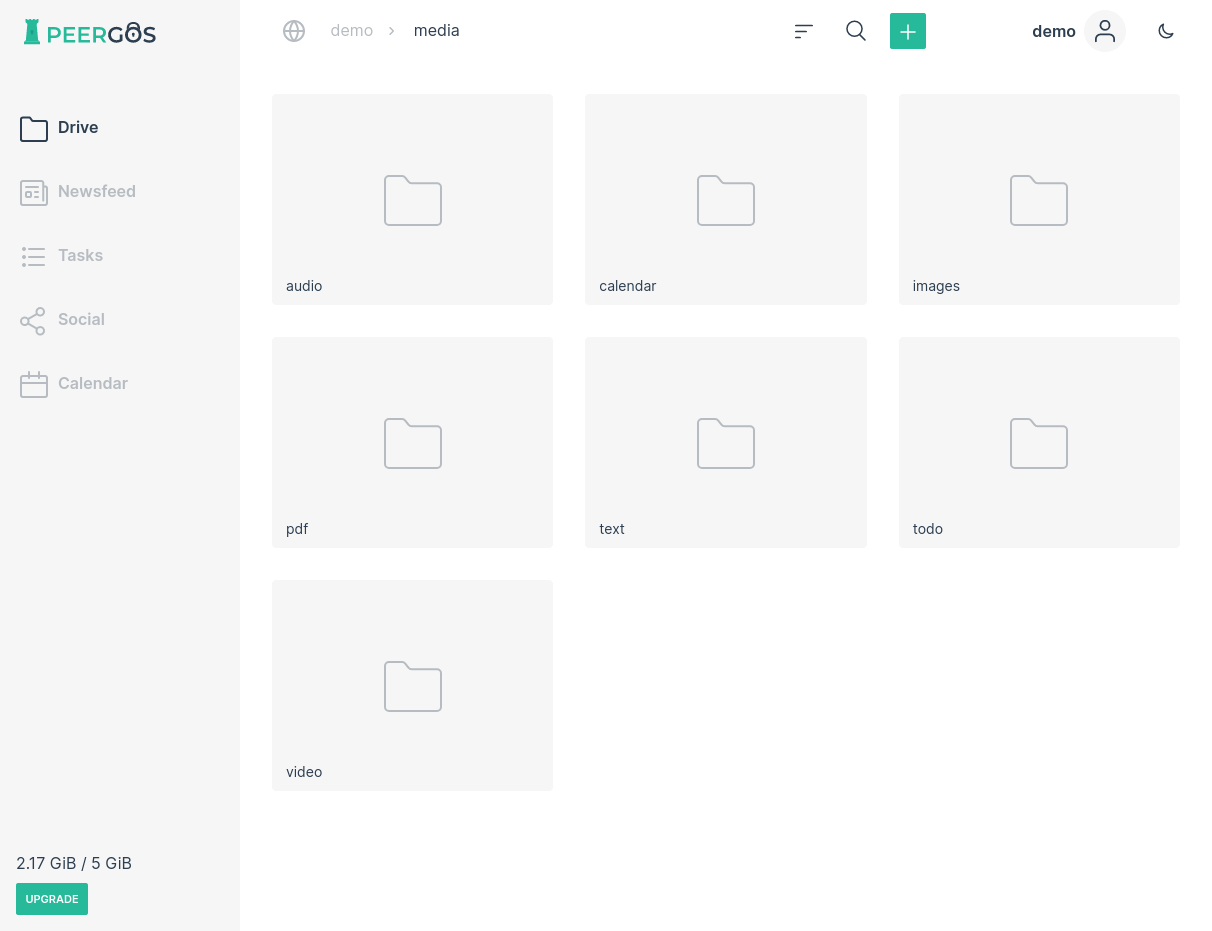 PEERGOS
demo > media
demo
Drive
Newsfeed
Tasks
Social
Calendar
audio
calendar
images
pdf
text
todo
video
2.17 GiB / 5 GiB
UPGRADE